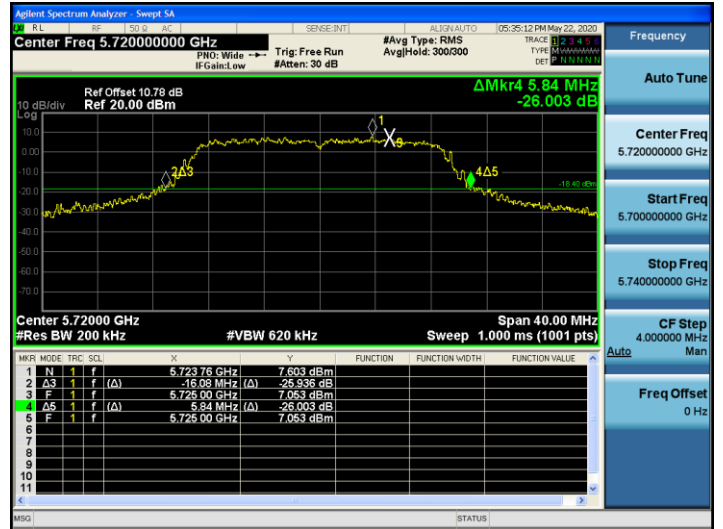 Agilent Spectrum Analyzer - Swept SA
RL RF 50 Ω AC SENSE:INT ALIGN AUTO 05:35:12 PM May 22, 2020
Center Freq 5.720000000 GHz
PNO: Wide
IFGain:Low
Trig: Free Run
#Atten: 30 dB
#Avg Type: RMS
Avg|Hold: 300/300
TRACE 1 2 3 4 5 6
TYPE M
DET P N N N N N
Frequency
Auto Tune
Center Freq
5.720000000 GHz
Start Freq
5.700000000 GHz
Stop Freq
5.740000000 GHz
CF Step
4.000000 MHz
Auto Man
Freq Offset
0 Hz
ΔMkr4 5.84 MHz
-26.003 dB
Ref Offset 10.78 dB
10 dB/div Ref 20.00 dBm
Log
10.0
0.00
-10.0
-20.0
-30.0
-40.0
-50.0
-60.0
-70.0
1
2Δ3
4Δ5
-18.40 dBm
Center 5.72000 GHz Span 40.00 MHz
#Res BW 200 kHz #VBW 620 kHz Sweep 1.000 ms (1001 pts)
MKR MODE TRC SCL X Y FUNCTION FUNCTION WIDTH FUNCTION VALUE
1 N 1 f 5.723 76 GHz 7.603 dBm
2 Δ3 1 f (Δ) -16.08 MHz (Δ) -25.936 dB
3 F 1 f 5.725 00 GHz 7.053 dBm
4 Δ5 1 f (Δ) 5.84 MHz (Δ) -26.003 dB
5 F 1 f 5.725 00 GHz 7.053 dBm
6
7
8
9
10
11
MSG STATUS